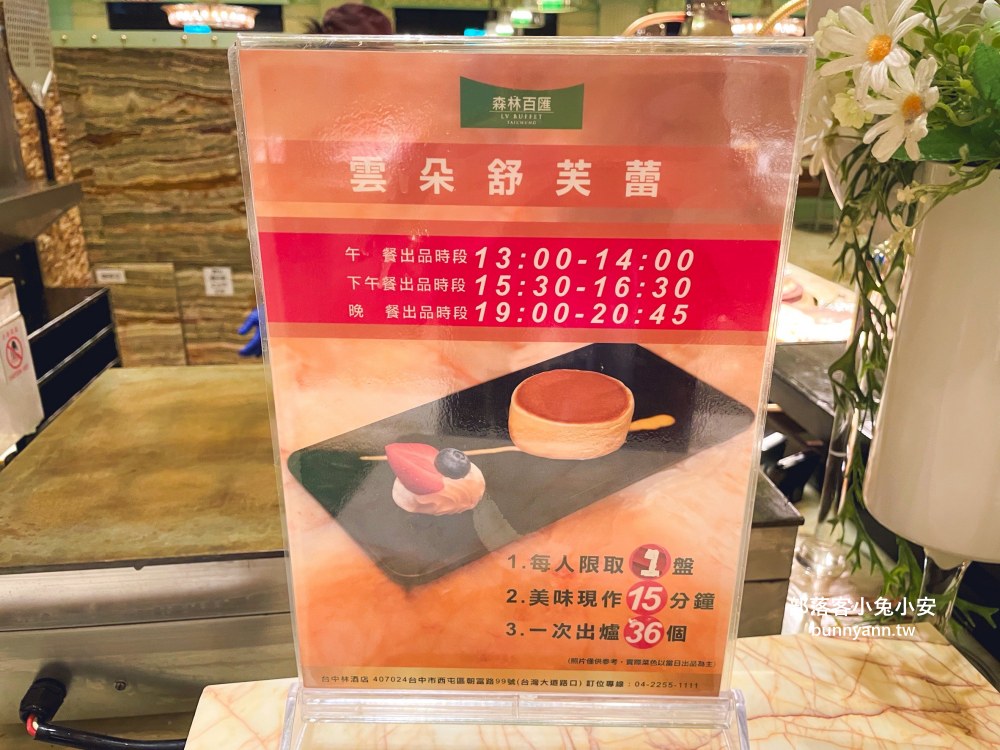 森林百匯
LV BUFFET
雲朵舒芙蕾
午 餐出品時段 13:00-14:00
下午餐出品時段 15:30-16:30
晚 餐出品時段 19:00-20:45
1.每人限取 1 盤
2.美味現作 15 分鐘
3.一次出爐 36 個
(照片僅供參考，實際菜色以當日出品為主)
台中林酒店 407024台中市西屯區朝富路99號(台灣大道路口) 訂位專線：04-2255-1111
部落客小兔小安
bunnyann.tw